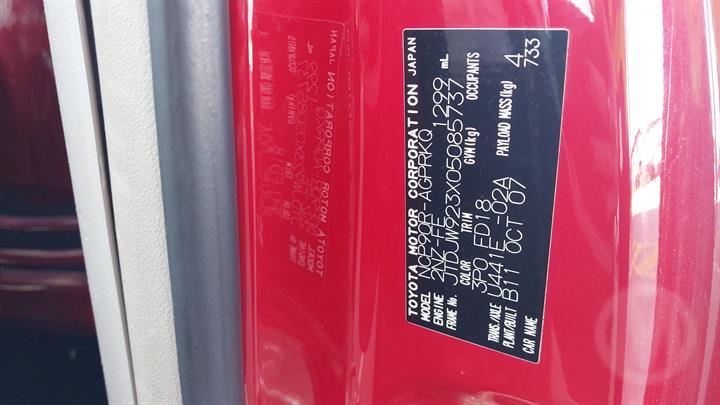 TOYOTA MOTOR CORPORATION JAPAN
MODEL NCP90R-AGPRKQ
ENGINE 2NZ-FE 1299 mL
FRAME No. JTDJW923X05085737
COLOR TRIM GVM(kg) OCCUPANTS
3P0 ED18 4
TRANS./AXLE U441E -02A PAYLOAD MASS(kg) 733
PLANT/BUILT B11 OCT 07
CAR NAME